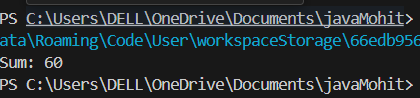 PS C:\Users\DELL\OneDrive\Documents\javaMohit>
ata\Roaming\Code\User\workspaceStorage\66edb956
Sum: 60
PS C:\Users\DELL\OneDrive\Documents\javaMohit>